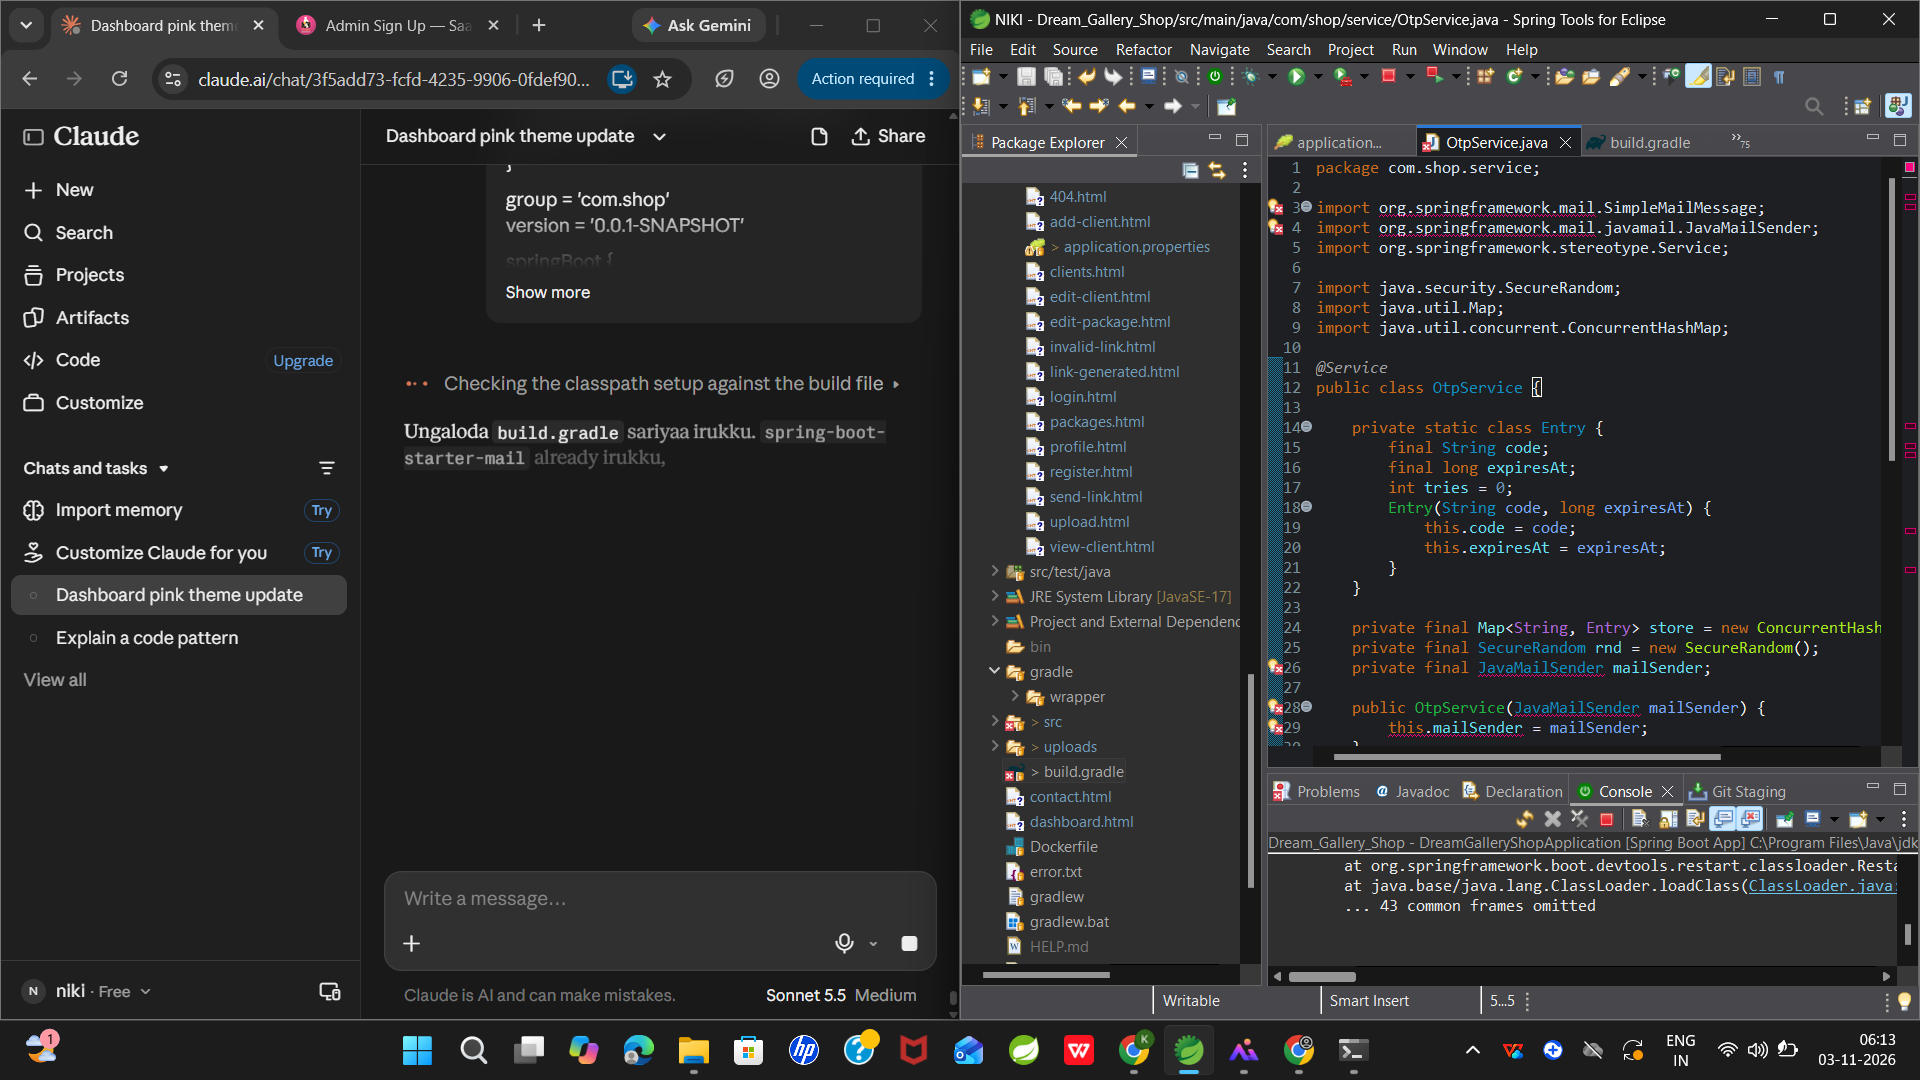 Dashboard pink them
Admin Sign Up — Saa
Ask Gemini
claude.ai/chat/3f5add73-fcfd-4235-9906-0fdef90...
Action required
Claude
New
Search
Projects
Artifacts
Code
Upgrade
Customize
Chats and tasks
Import memory
Try
Customize Claude for you
Try
Dashboard pink theme update
Explain a code pattern
View all
N
niki · Free
Dashboard pink theme update
Share
}
group = 'com.shop'
version = '0.0.1-SNAPSHOT'
springBoot {
Show more
Checking the classpath setup against the build file
Ungaloda build.gradle sariyaa irukku. spring-boot-
starter-mail already irukku,
Write a message...
Claude is AI and can make mistakes.
Sonnet 5.5 Medium
NIKI - Dream_Gallery_Shop/src/main/java/com/shop/service/OtpService.java - Spring Tools for Eclipse
File Edit Source Refactor Navigate Search Project Run Window Help
Package Explorer
404.html
add-client.html
> application.properties
clients.html
edit-client.html
edit-package.html
invalid-link.html
link-generated.html
login.html
packages.html
profile.html
register.html
send-link.html
upload.html
view-client.html
src/test/java
JRE System Library [JavaSE-17]
Project and External Dependenc
bin
gradle
wrapper
> src
> uploads
> build.gradle
contact.html
dashboard.html
Dockerfile
error.txt
gradlew
gradlew.bat
HELP.md
application...
OtpService.java
build.gradle
75
1 package com.shop.service;
2
3 import org.springframework.mail.SimpleMailMessage;
4 import org.springframework.mail.javamail.JavaMailSender;
5 import org.springframework.stereotype.Service;
6
7 import java.security.SecureRandom;
8 import java.util.Map;
9 import java.util.concurrent.ConcurrentHashMap;
10
11 @Service
12 public class OtpService {
13
14 private static class Entry {
15 final String code;
16 final long expiresAt;
17 int tries = 0;
18 Entry(String code, long expiresAt) {
19 this.code = code;
20 this.expiresAt = expiresAt;
21 }
22 }
23
24 private final Map<String, Entry> store = new ConcurrentHash
25 private final SecureRandom rnd = new SecureRandom();
26 private final JavaMailSender mailSender;
27
28 public OtpService(JavaMailSender mailSender) {
29 this.mailSender = mailSender;
Problems
Javadoc
Declaration
Console
Git Staging
Dream_Gallery_Shop - DreamGalleryShopApplication [Spring Boot App] C:\Program Files\Java\jdk
at org.springframework.boot.devtools.restart.classloader.Resta
at java.base/java.lang.ClassLoader.loadClass(ClassLoader.java:
... 43 common frames omitted
Writable
Smart Insert
5...5
1
ENG
IN
06:13
03-11-2026